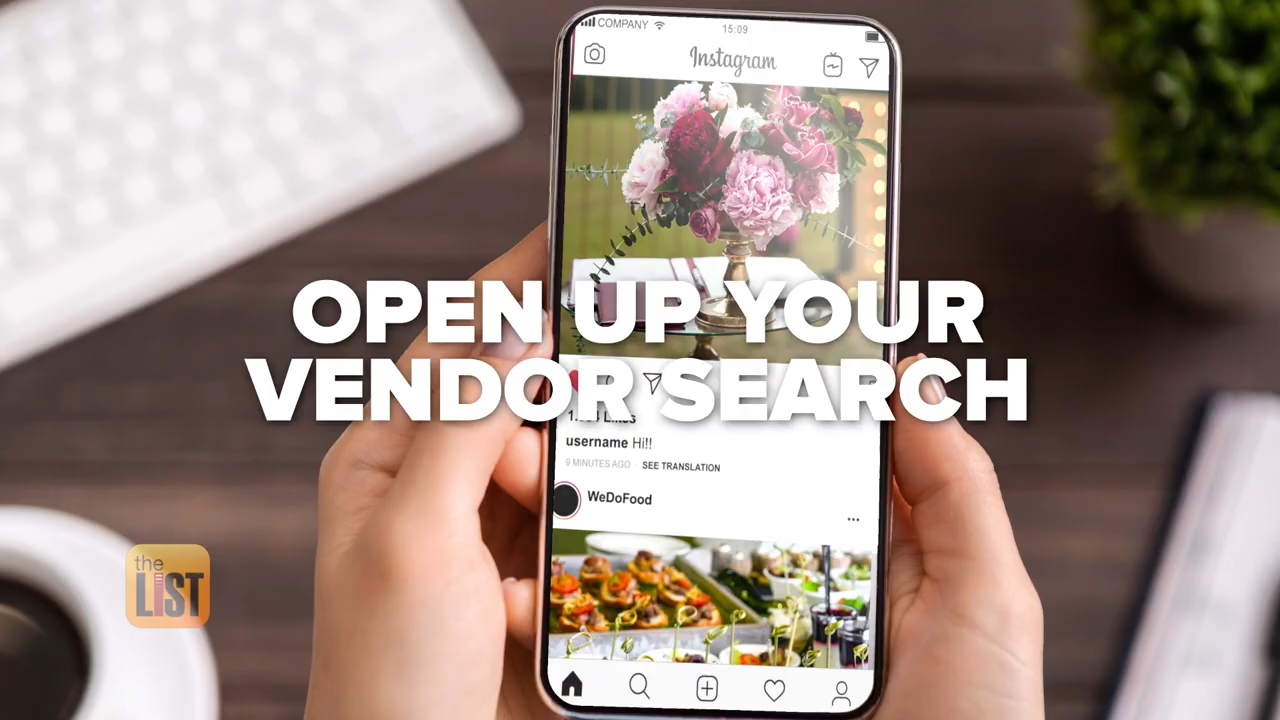 COMPANY
15:09
Instagram
OPEN UP YOUR
VENDOR SEARCH
Likes
username Hi!!
9 MINUTES AGO · SEE TRANSLATION
WeDoFood
the
LIST